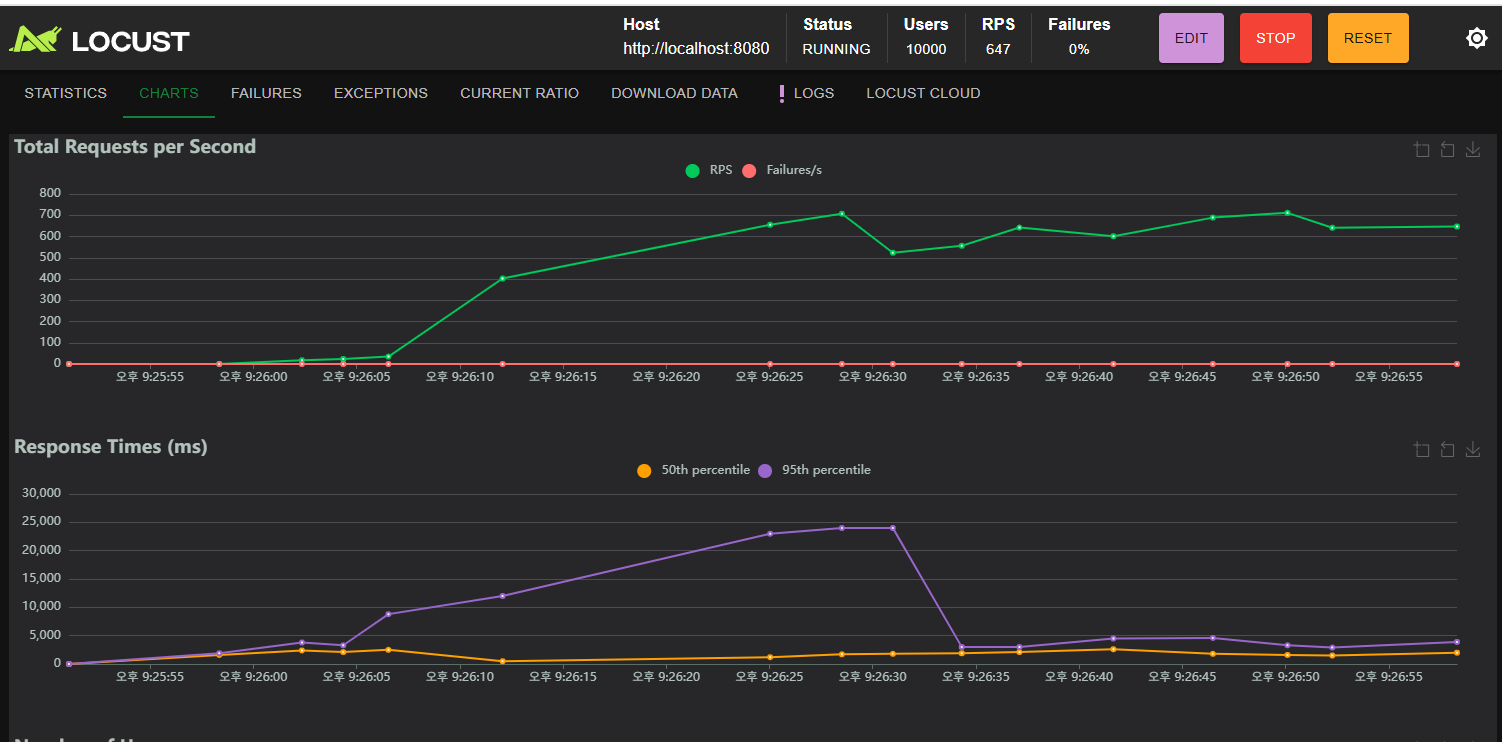 LOCUST
Host Status Users RPS Failures
http://localhost:8080 RUNNING 10000 647 0%
EDIT STOP RESET
STATISTICS CHARTS FAILURES EXCEPTIONS CURRENT RATIO DOWNLOAD DATA LOGS LOCUST CLOUD
Total Requests per Second
RPS Failures/s
800
700
600
500
400
300
200
100
0
오후 9:25:55 오후 9:26:00 오후 9:26:05 오후 9:26:10 오후 9:26:15 오후 9:26:20 오후 9:26:25 오후 9:26:30 오후 9:26:35 오후 9:26:40 오후 9:26:45 오후 9:26:50 오후 9:26:55
Response Times (ms)
50th percentile 95th percentile
30,000
25,000
20,000
15,000
10,000
5,000
0
오후 9:25:55 오후 9:26:00 오후 9:26:05 오후 9:26:10 오후 9:26:15 오후 9:26:20 오후 9:26:25 오후 9:26:30 오후 9:26:35 오후 9:26:40 오후 9:26:45 오후 9:26:50 오후 9:26:55